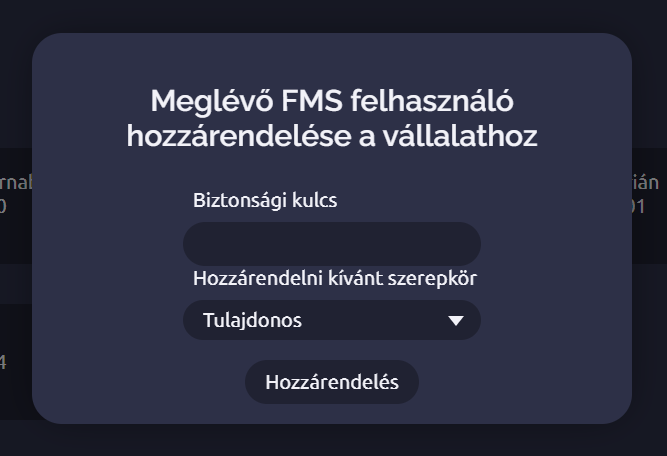 Meglévő FMS felhasználó
hozzárendelése a vállalathoz
Biztonsági kulcs
Hozzárendelni kívánt szerepkör
Tulajdonos
Hozzárendelés